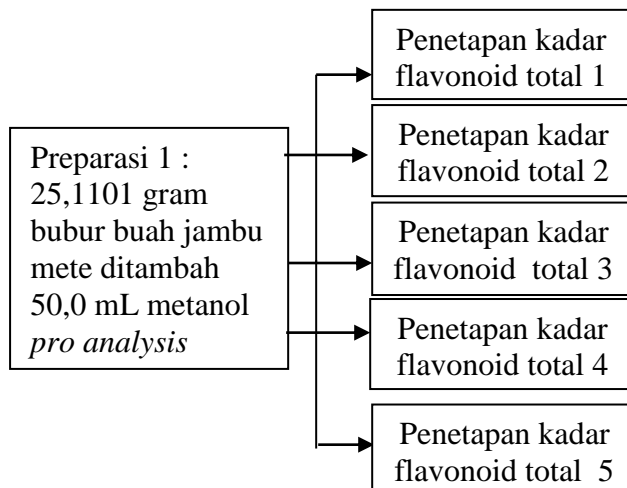 Preparasi 1 :
25,1101 gram
bubur buah jambu
mete ditambah
50,0 mL metanol
pro analysis
Penetapan kadar
flavonoid total 1
Penetapan kadar
flavonoid total 2
Penetapan kadar
flavonoid total 3
Penetapan kadar
flavonoid total 4
Penetapan kadar
flavonoid total 5